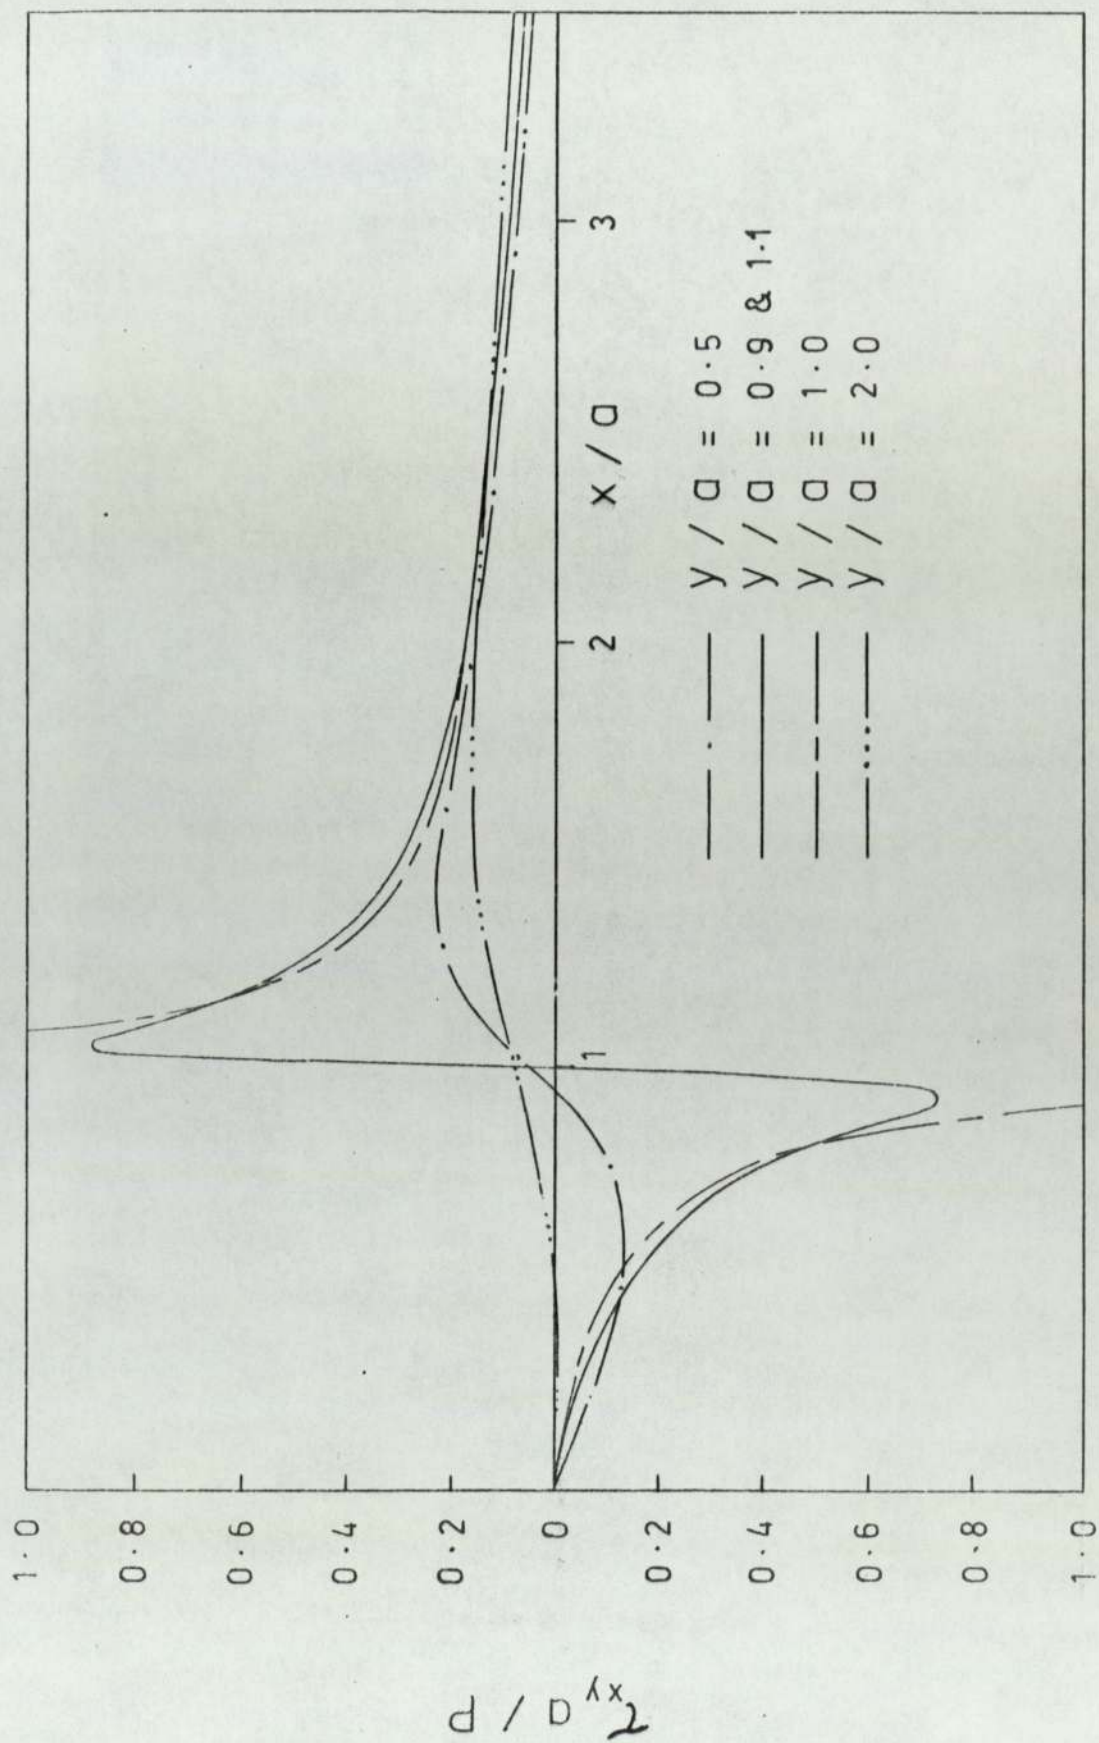 1·0
0·8
0·6
0·4
0·2
0
0·2
0·4
0·6
0·8
1·0
τxy a / P
1
2
3
x / a
y / a = 0·5
y / a = 0·9 & 1·1
y / a = 1·0
y / a = 2·0